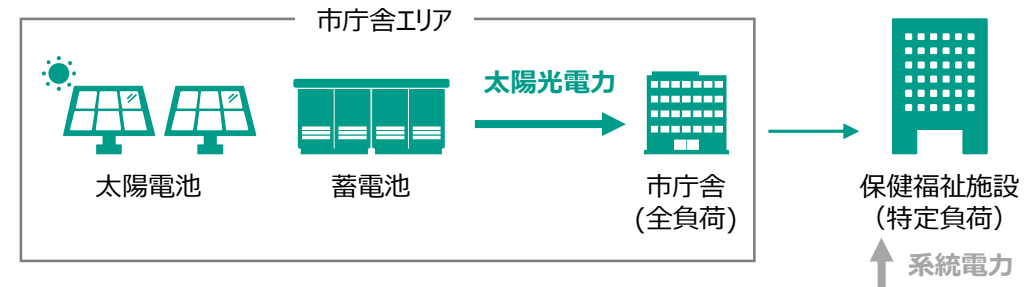 市庁舎エリア
太陽光電力
太陽電池
蓄電池
市庁舎
(全負荷)
保健福祉施設
（特定負荷）
系統電力